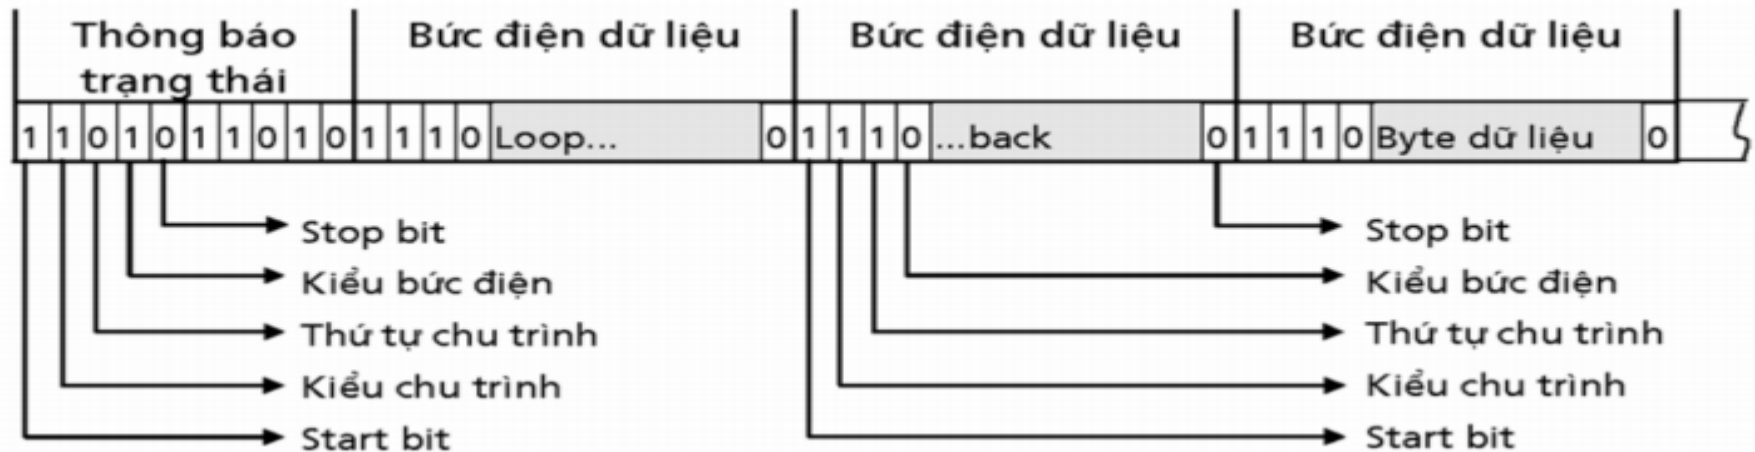 Thông báo
trạng thái
Bức điện dữ liệu
Bức điện dữ liệu
Bức điện dữ liệu
1 1 0 1 0 1 1 0 1 0 1 1 1 0 Loop... 0 1 1 1 0 ...back 0 1 1 1 0 Byte dữ liệu 0
Stop bit
Kiểu bức điện
Thứ tự chu trình
Kiểu chu trình
Start bit
Stop bit
Kiểu bức điện
Thứ tự chu trình
Kiểu chu trình
Start bit